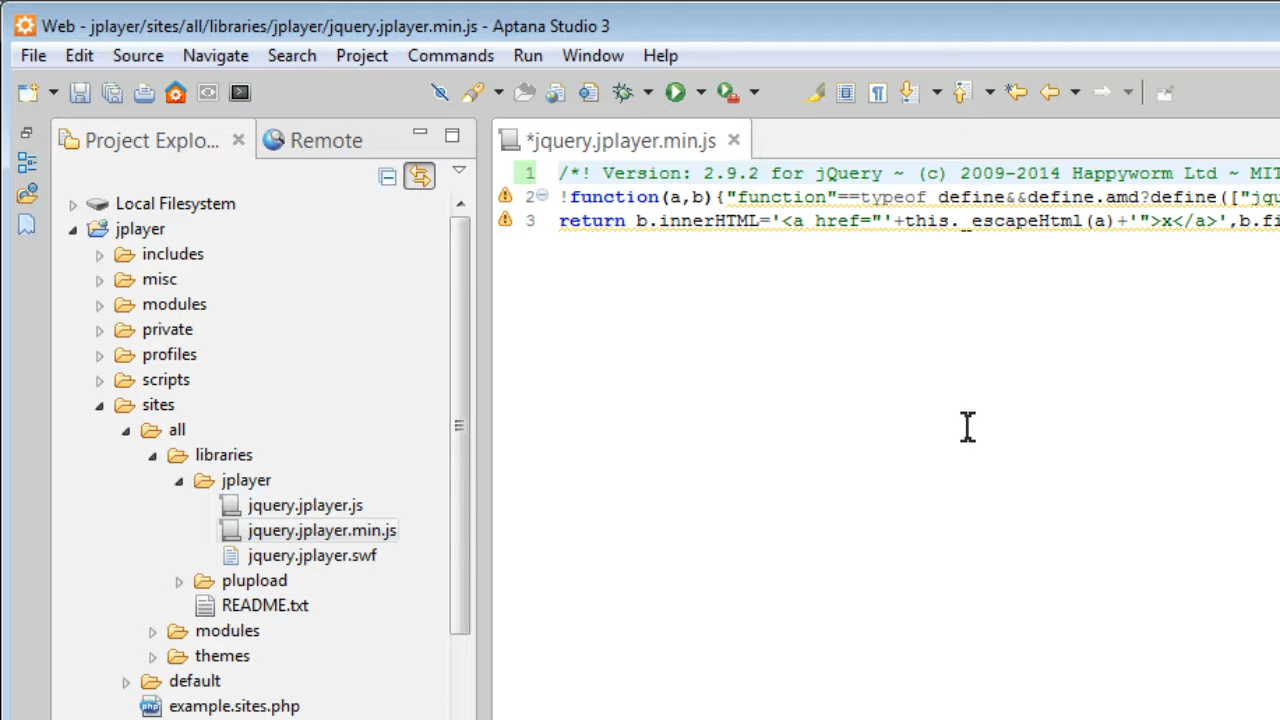 Web - jplayer/sites/all/libraries/jplayer/jquery.jplayer.min.js - Aptana Studio 3
File Edit Source Navigate Search Run Project Commands Run Window Help
Project Explo...
Remote
*jquery.jplayer.min.js
1 /*! Version: 2.9.2 for jQuery ~ (c) 2009-2014 Happyworm Ltd ~ MIT
2 !function(a,b){"function"==typeof define&&define.amd?define(["jqu
3 return b.innerHTML='<a href="'+this._escapeHtml(a)+'">x</a>',b.fi
Local Filesystem
jplayer
includes
misc
modules
private
profiles
scripts
sites
all
libraries
jplayer
jquery.jplayer.js
jquery.jplayer.min.js
jquery.jplayer.swf
plupload
README.txt
modules
themes
default
example.sites.php